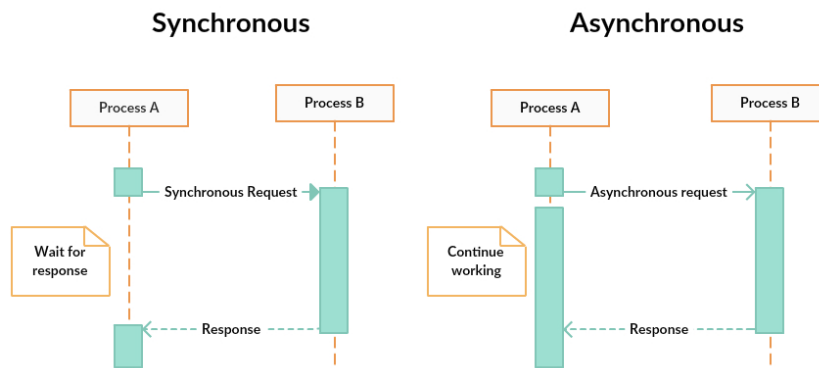 Synchronous
Asynchronous
Process A
Process B
Process A
Process B
Synchronous Request
Asynchronous request
Wait for
response
Continue
working
Response
Response